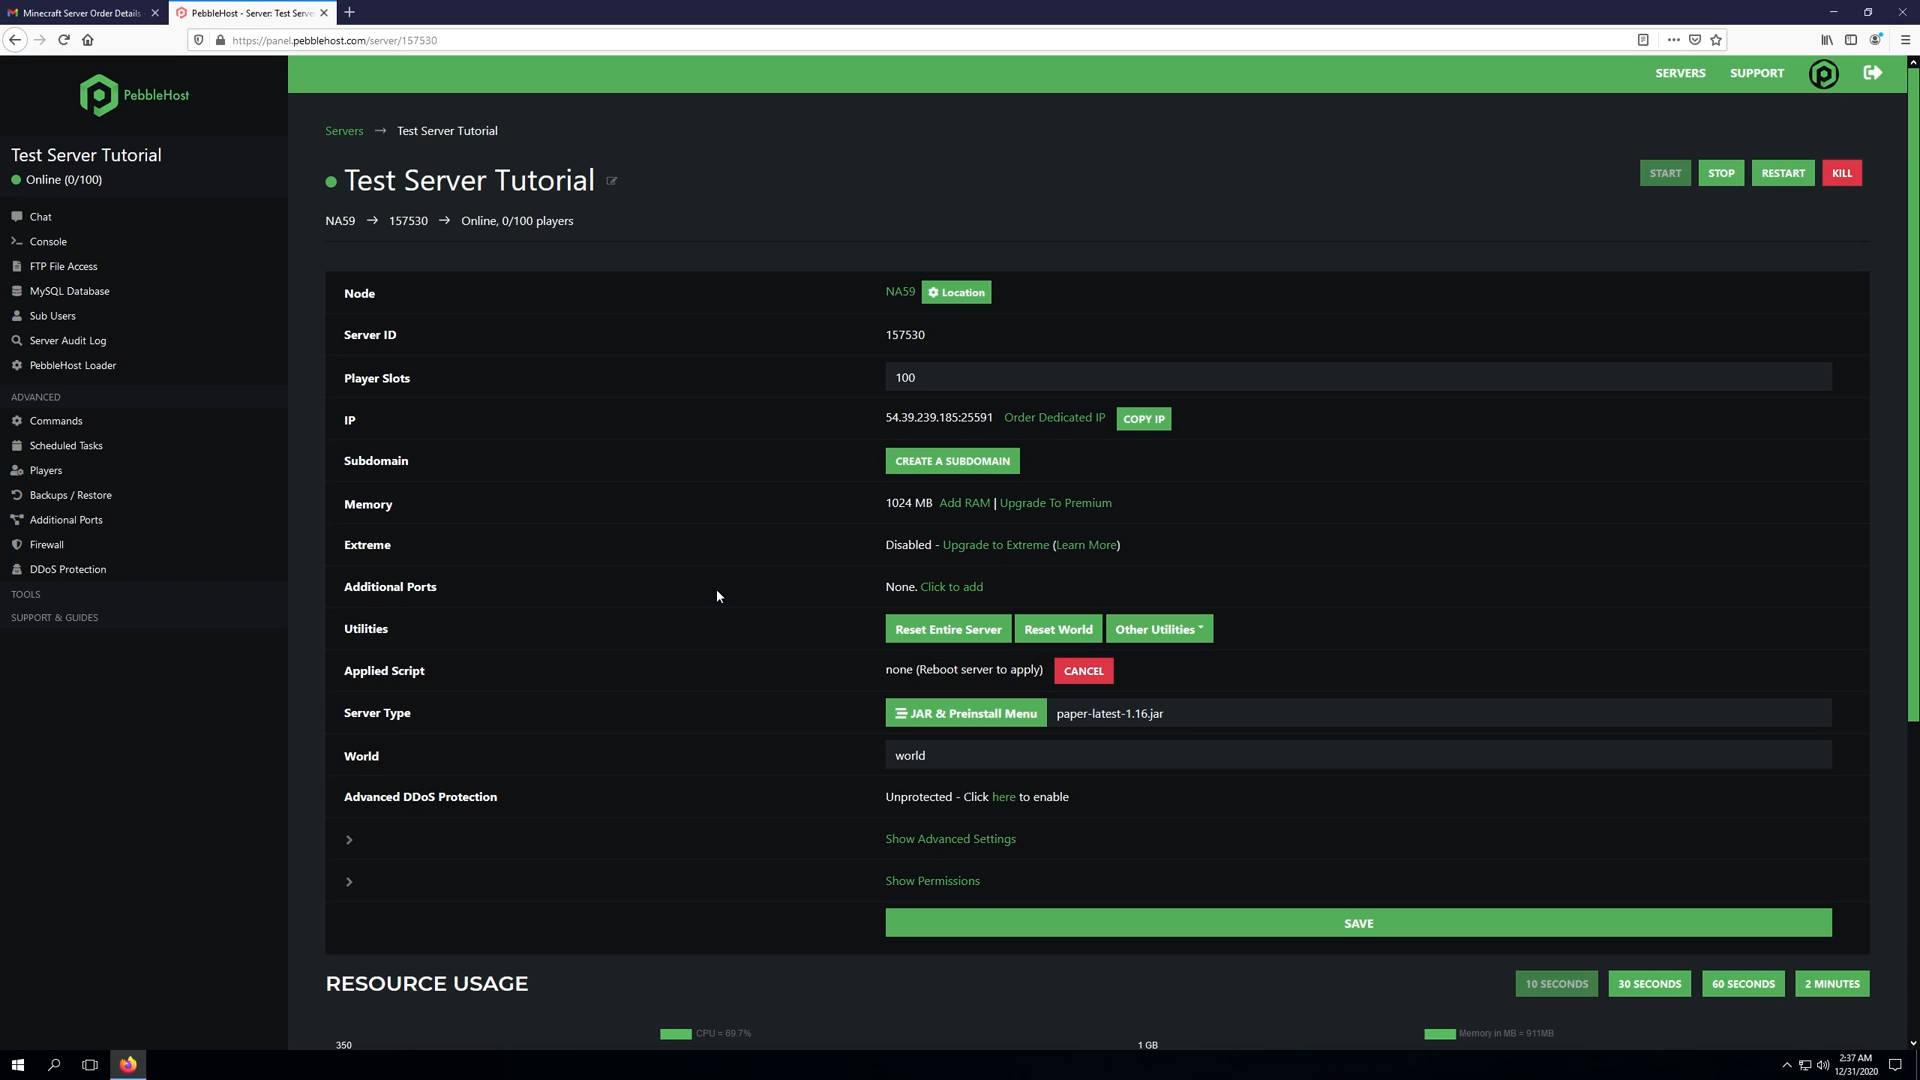 Minecraft Server Order Details
PebbleHost - Server: Test Serve
https://panel.pebblehost.com/server/157530
PebbleHost
SERVERS
SUPPORT
Test Server Tutorial
Online (0/100)
Chat
Console
FTP File Access
MySQL Database
Sub Users
Server Audit Log
PebbleHost Loader
ADVANCED
Commands
Scheduled Tasks
Players
Backups / Restore
Additional Ports
Firewall
DDoS Protection
TOOLS
SUPPORT & GUIDES
Servers → Test Server Tutorial
Test Server Tutorial
START
STOP
RESTART
KILL
NA59 → 157530 → Online, 0/100 players
Node
NA59 Location
Server ID
157530
Player Slots
100
IP
54.39.239.185:25591 Order Dedicated IP COPY IP
Subdomain
CREATE A SUBDOMAIN
Memory
1024 MB Add RAM | Upgrade To Premium
Extreme
Disabled - Upgrade to Extreme (Learn More)
Additional Ports
None. Click to add
Utilities
Reset Entire Server
Reset World
Other Utilities
Applied Script
none (Reboot server to apply) CANCEL
Server Type
JAR & Preinstall Menu
paper-latest-1.16.jar
World
world
Advanced DDoS Protection
Unprotected - Click here to enable
Show Advanced Settings
Show Permissions
SAVE
RESOURCE USAGE
10 SECONDS
30 SECONDS
60 SECONDS
2 MINUTES
CPU = 69.7%
Memory in MB = 911MB
350
1 GB
2:37 AM
12/31/2020